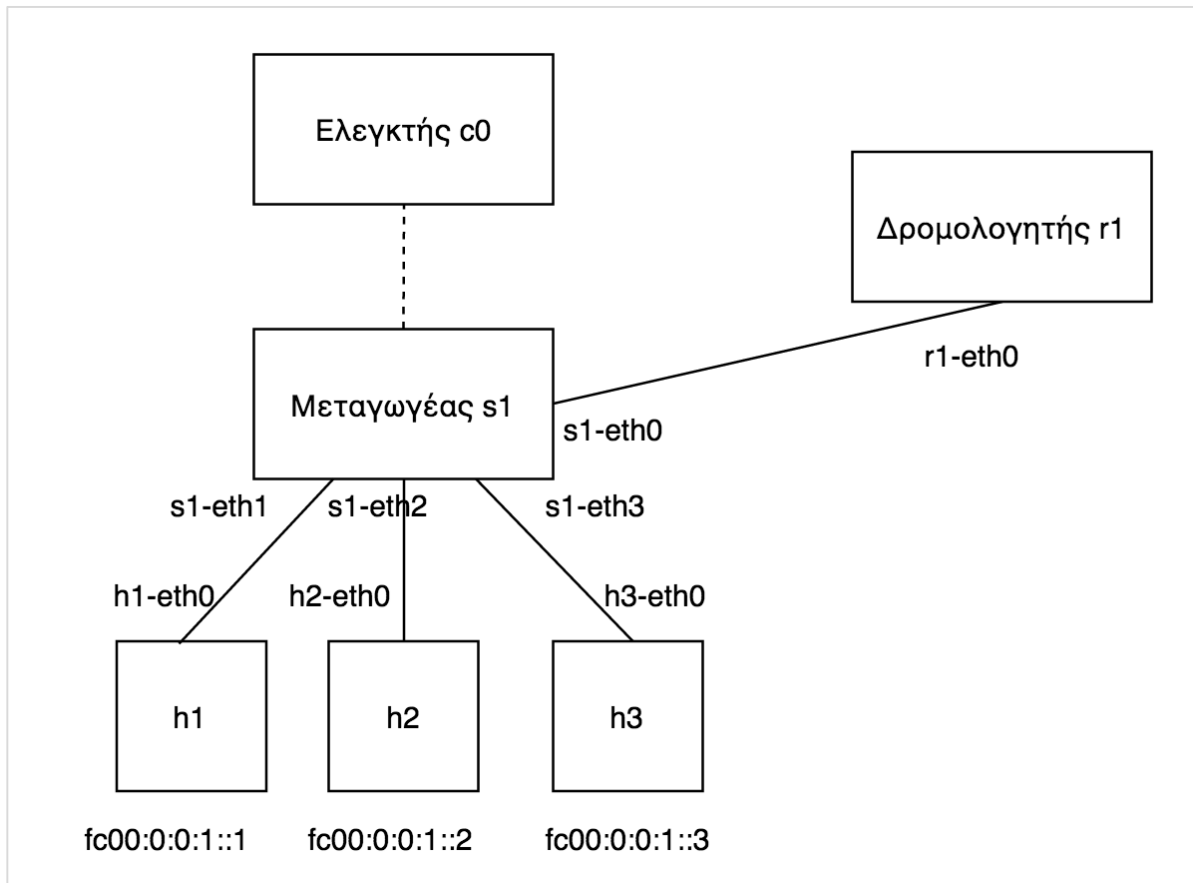 Ελεγκτής c0
Δρομολογητής r1
r1-eth0
Μεταγωγέας s1
s1-eth0
s1-eth1
s1-eth2
s1-eth3
h1-eth0
h2-eth0
h3-eth0
h1
h2
h3
fc00:0:0:1::1
fc00:0:0:1::2
fc00:0:0:1::3